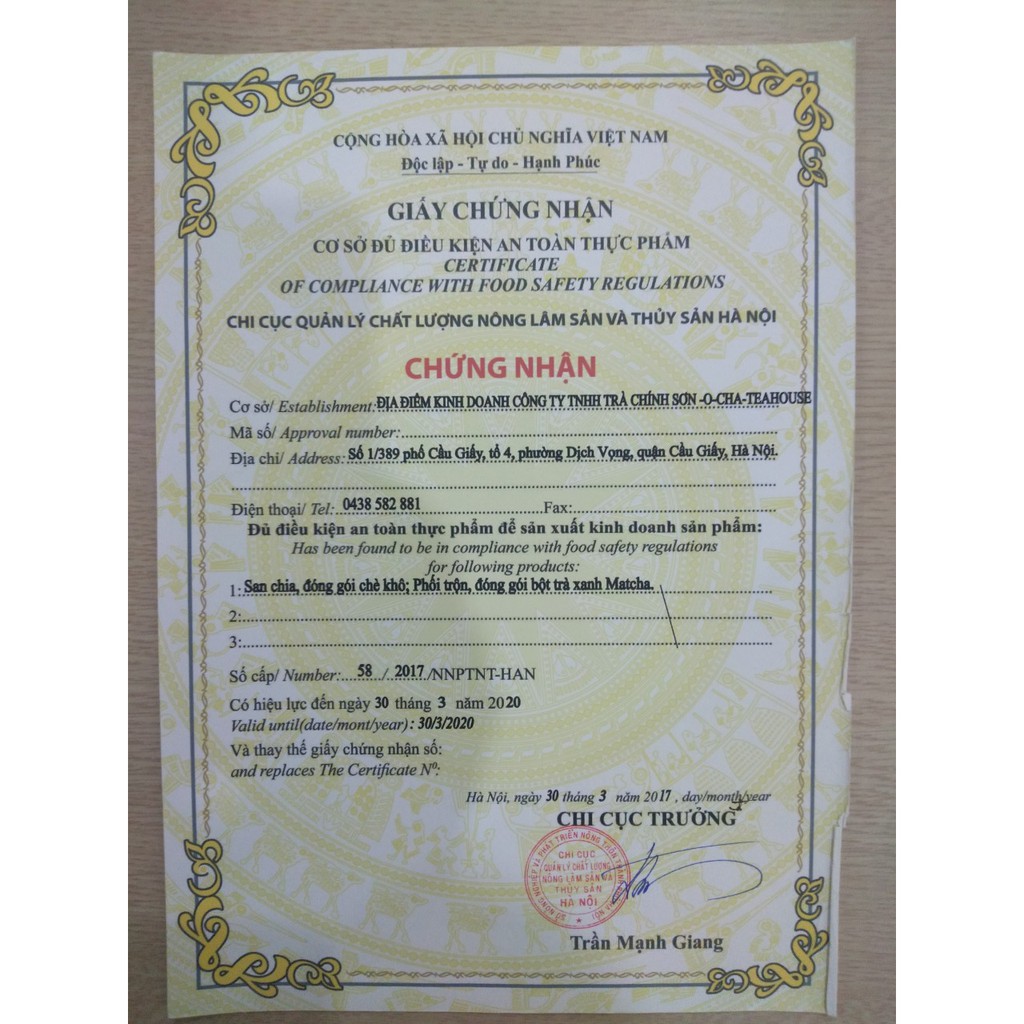 CỘNG HÒA XÃ HỘI CHỦ NGHĨA VIỆT NAM
Độc lập - Tự do - Hạnh Phúc
GIẤY CHỨNG NHẬN
CƠ SỞ ĐỦ ĐIỀU KIỆN AN TOÀN THỰC PHẨM
CERTIFICATE
OF COMPLIANCE WITH FOOD SAFETY REGULATIONS
CHI CỤC QUẢN LÝ CHẤT LƯỢNG NÔNG LÂM SẢN VÀ THỦY SẢN HÀ NỘI
CHỨNG NHẬN
Cơ sở/ Establishment: ĐỊA ĐIỂM KINH DOANH CÔNG TY TNHH TRÀ CHÍNH SƠN -O-CHA-TEAHOUSE
Mã số/ Approval number:
Địa chỉ/ Address: Số 1/389 phố Cầu Giấy, tổ 4, phường Dịch Vọng, quận Cầu Giấy, Hà Nội.
Điện thoại/ Tel: 0438 582 881 Fax:
Đủ điều kiện an toàn thực phẩm để sản xuất kinh doanh sản phẩm:
Has been found to be in compliance with food safety regulations
for following products:
1: San chia, đóng gói chè khô; Phối trộn, đóng gói bột trà xanh Matcha.
2:
3:
Số cấp/ Number: 58 / 2017 /NNPTNT-HAN
Có hiệu lực đến ngày 30 tháng 3 năm 2020
Valid until(date/mont/year): 30/3/2020
Và thay thế giấy chứng nhận số:
and replaces The Certificate Nº:
Hà Nội, ngày 30 tháng 3 năm 2017 , day/month/year
CHI CỤC TRƯỞNG
CHI CỤC
QUẢN LÝ CHẤT LƯỢNG
NÔNG LÂM SẢN VÀ
THỦY SẢN
HÀ NỘI
Trần Mạnh Giang